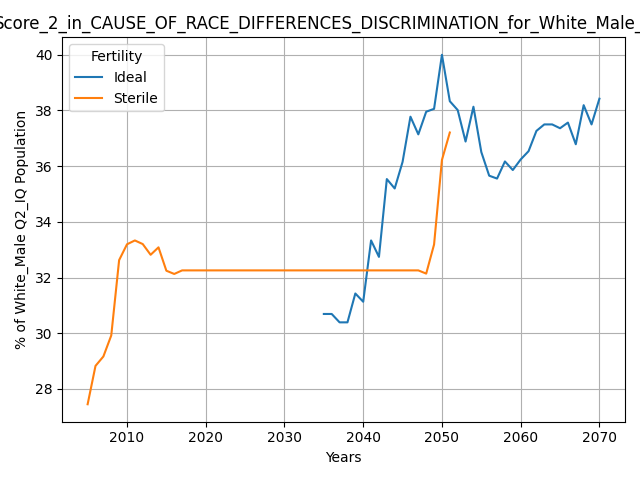 Score_2_in_CAUSE_OF_RACE_DIFFERENCES_DISCRIMINATION_for_White_Male_
Fertility
Ideal
Sterile
% of White_Male Q2_IQ Population
40
38
36
34
32
30
28
2010 2020 2030 2040 2050 2060 2070
Years